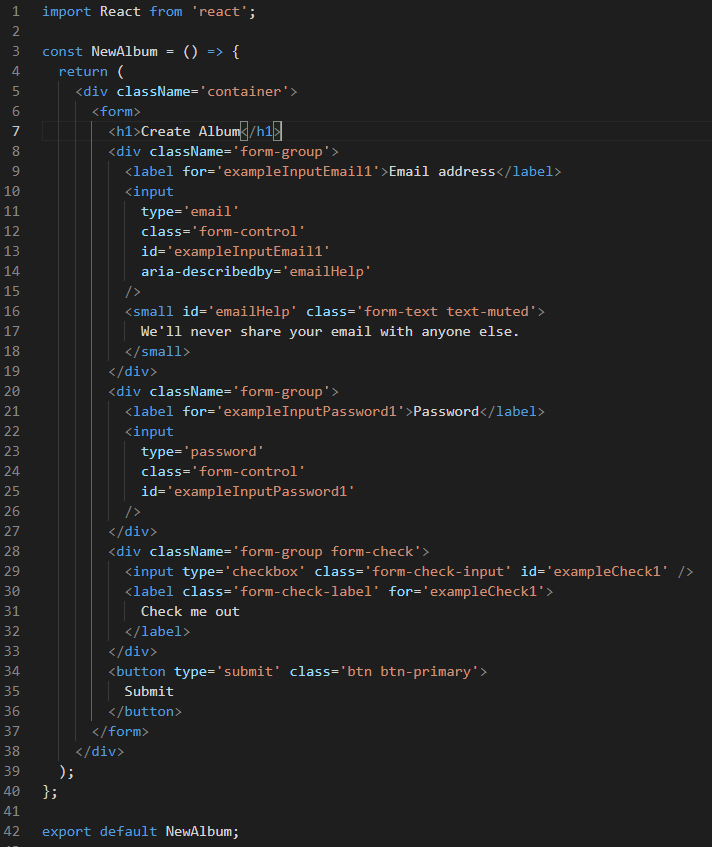 1 import React from 'react';
2
3 const NewAlbum = () => {
4 return (
5 <div className='container'>
6 <form>
7 <h1>Create Album</h1>
8 <div className='form-group'>
9 <label for='exampleInputEmail1'>Email address</label>
10 <input
11 type='email'
12 class='form-control'
13 id='exampleInputEmail1'
14 aria-describedby='emailHelp'
15 />
16 <small id='emailHelp' class='form-text text-muted'>
17 We'll never share your email with anyone else.
18 </small>
19 </div>
20 <div className='form-group'>
21 <label for='exampleInputPassword1'>Password</label>
22 <input
23 type='password'
24 class='form-control'
25 id='exampleInputPassword1'
26 />
27 </div>
28 <div className='form-group form-check'>
29 <input type='checkbox' class='form-check-input' id='exampleCheck1' />
30 <label class='form-check-label' for='exampleCheck1'>
31 Check me out
32 </label>
33 </div>
34 <button type='submit' class='btn btn-primary'>
35 Submit
36 </button>
37 </form>
38 </div>
39 );
40 };
41
42 export default NewAlbum;